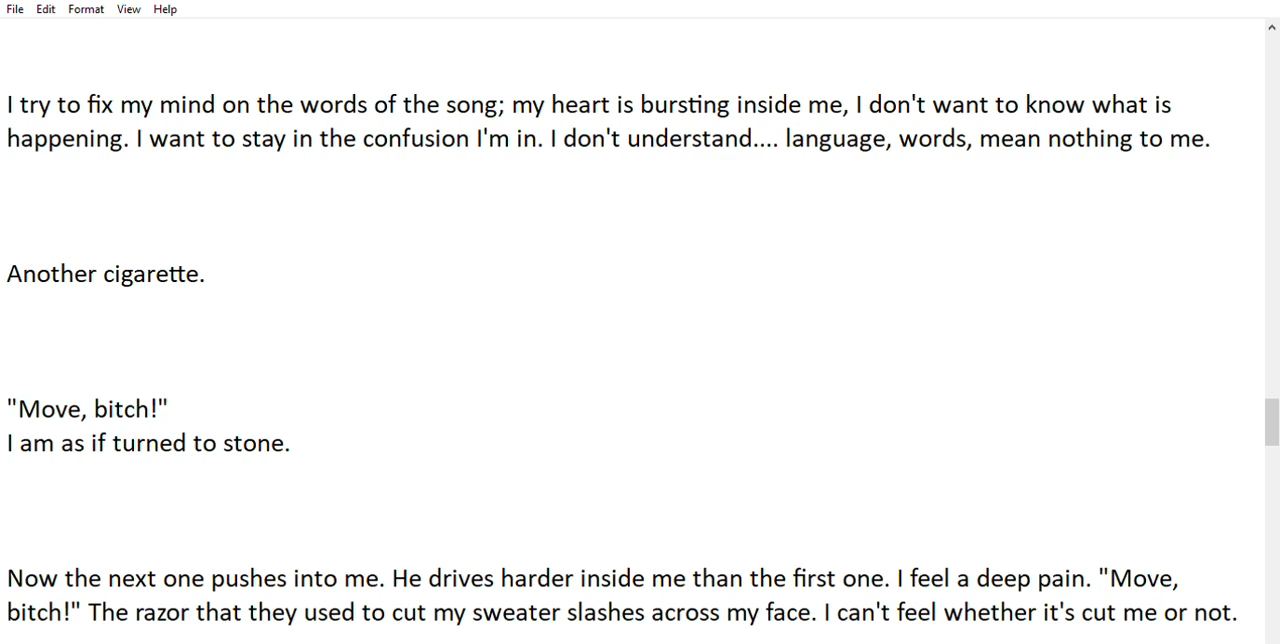 File Edit Format View Help
I try to fix my mind on the words of the song; my heart is bursting inside me, I don't want to know what is
happening. I want to stay in the confusion I'm in. I don't understand.... language, words, mean nothing to me.
Another cigarette.
"Move, bitch!"
I am as if turned to stone.
Now the next one pushes into me. He drives harder inside me than the first one. I feel a deep pain. "Move,
bitch!" The razor that they used to cut my sweater slashes across my face. I can't feel whether it's cut me or not.